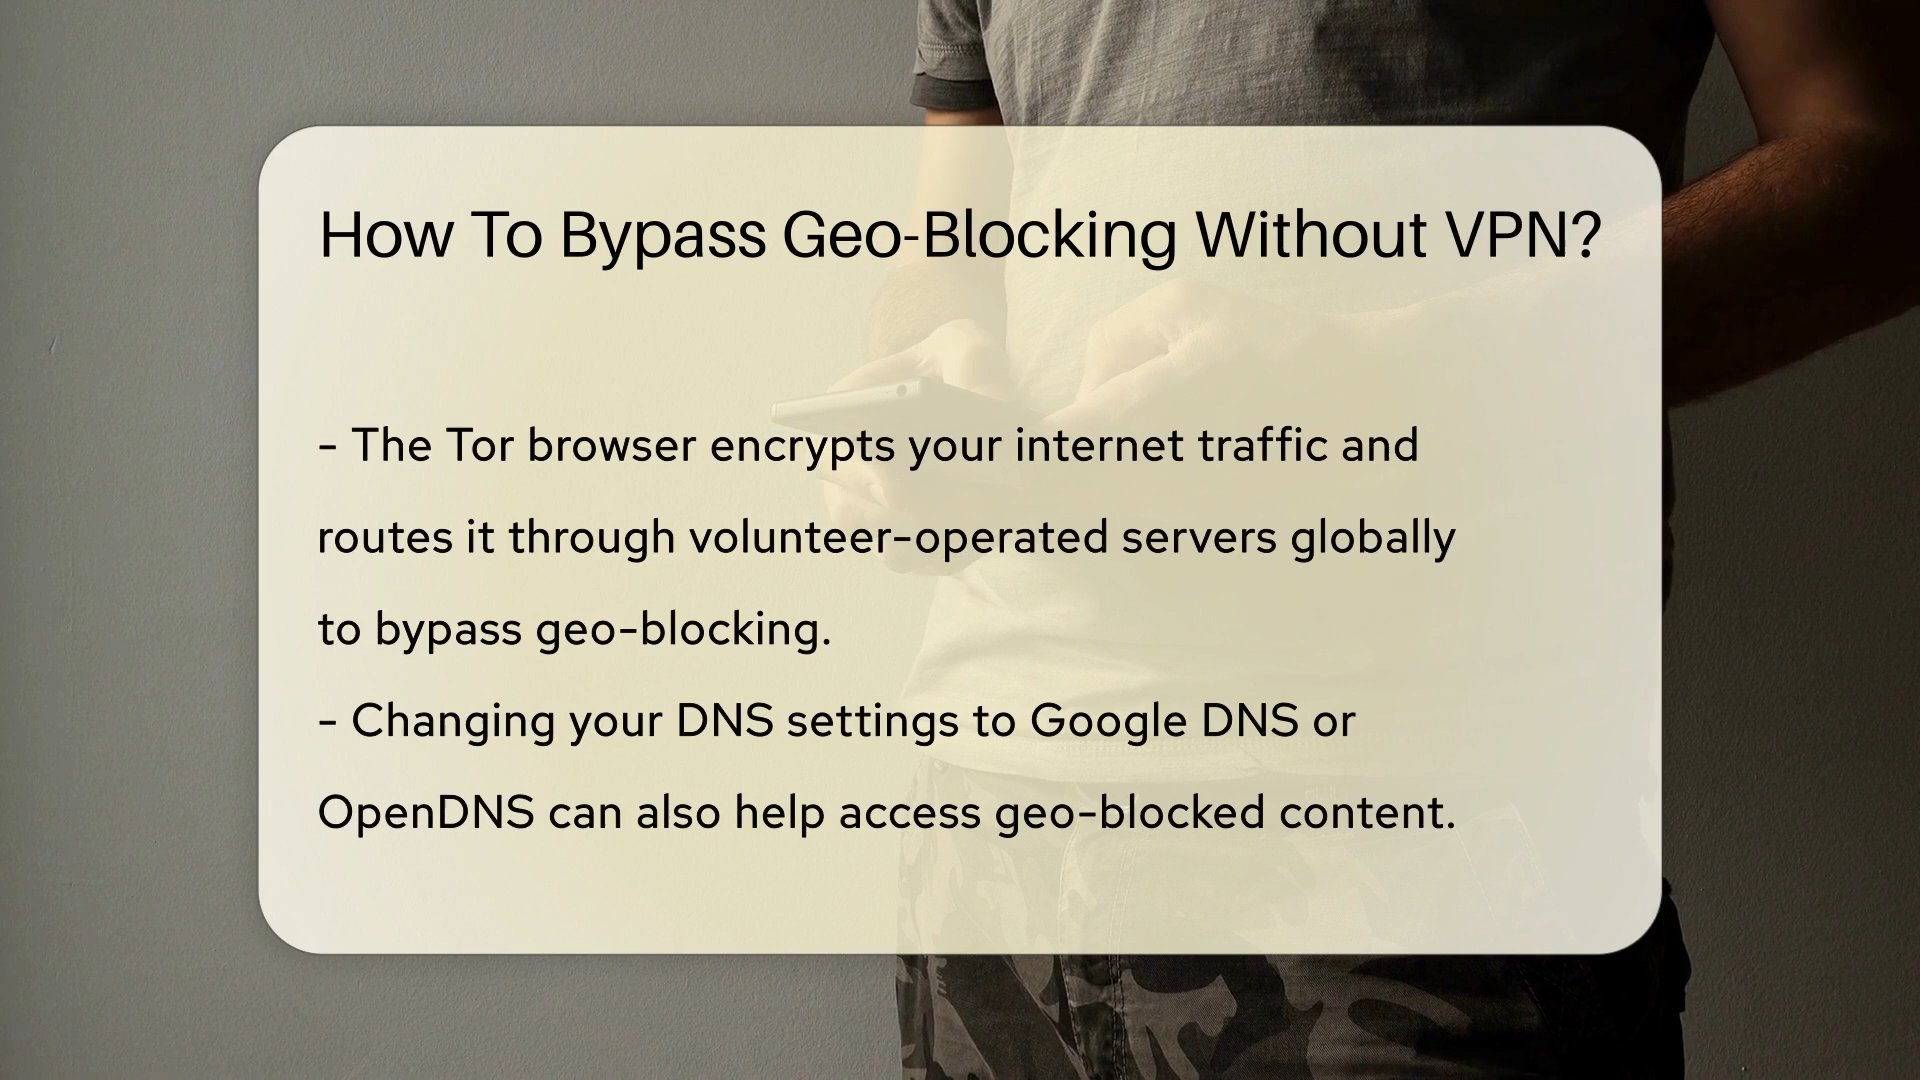 How To Bypass Geo-Blocking Without VPN?
- The Tor browser encrypts your internet traffic and
routes it through volunteer-operated servers globally
to bypass geo-blocking.
- Changing your DNS settings to Google DNS or
OpenDNS can also help access geo-blocked content.